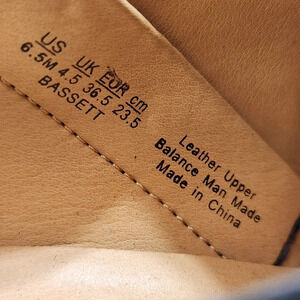 US UK EUR cm
6.5M 4.5 36.5 23.5
BASSETT
Leather Upper
Balance Man Made
Made in China